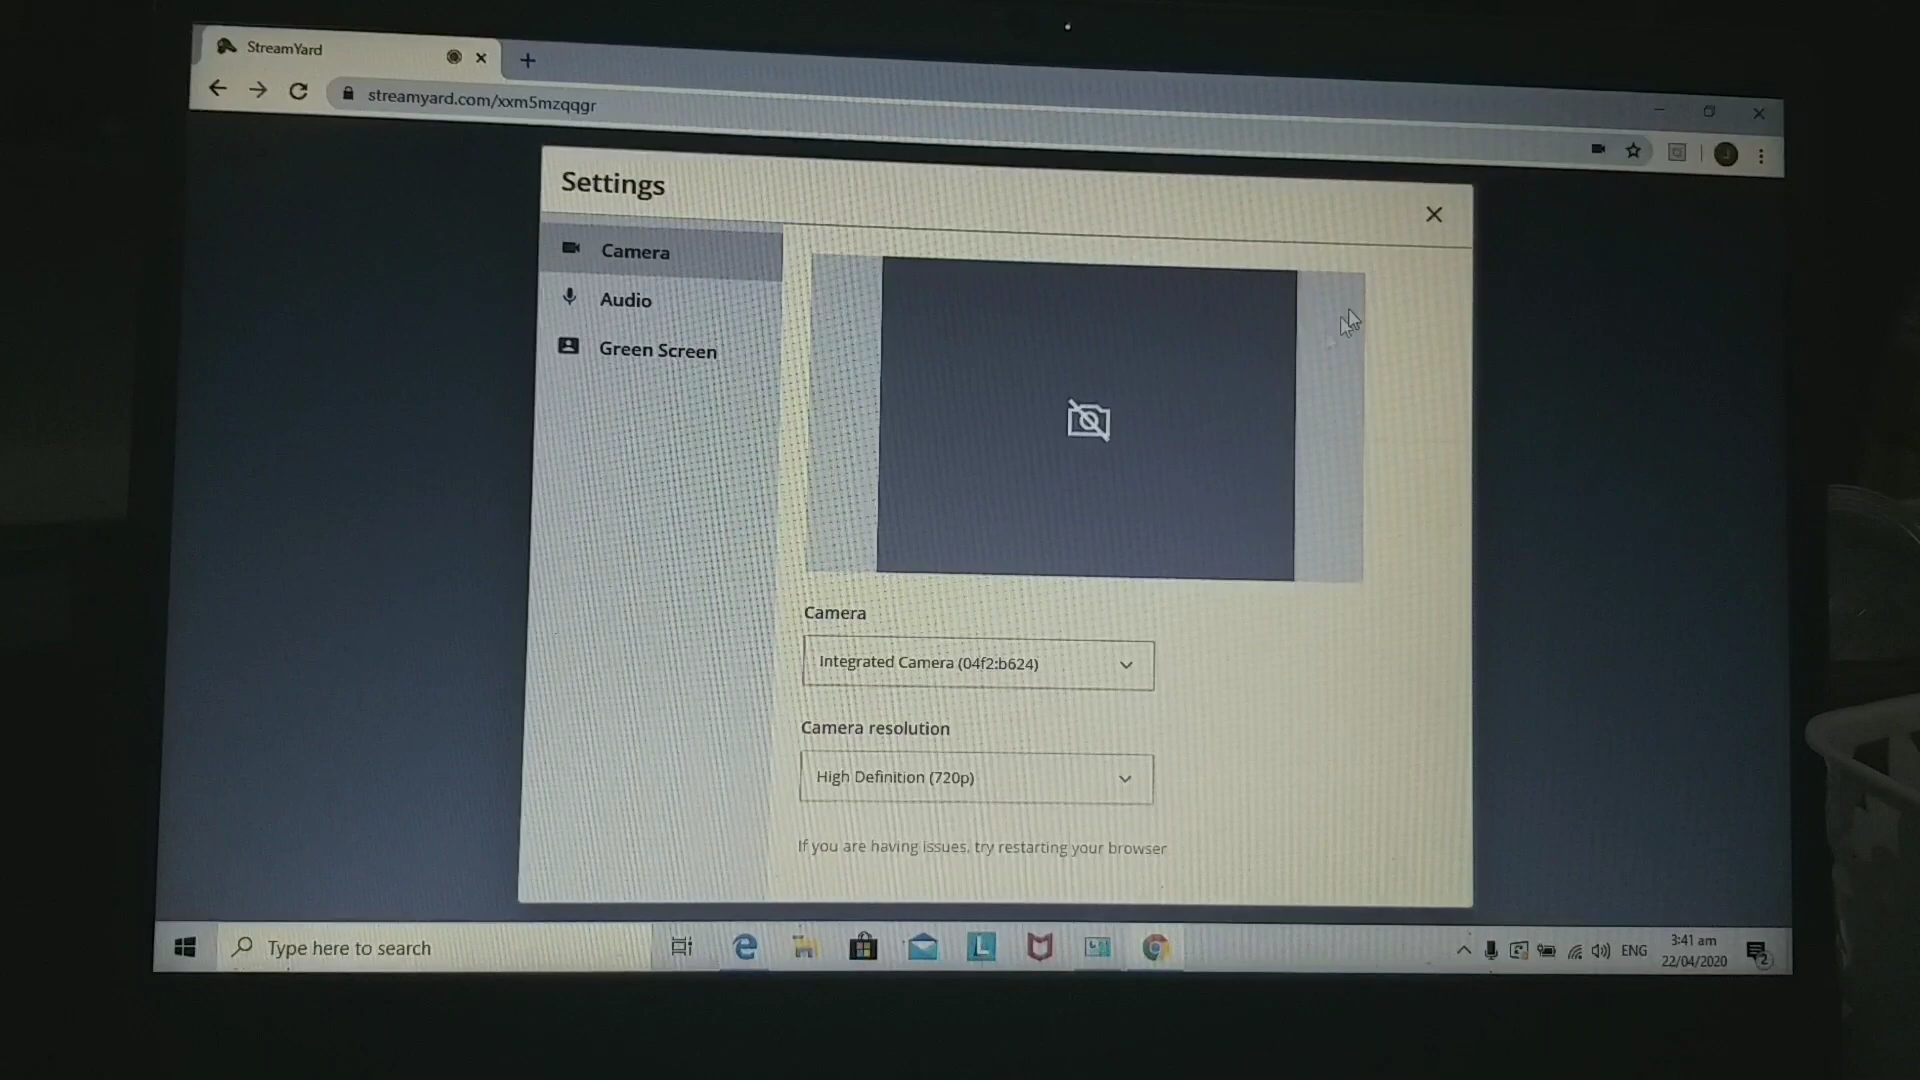 StreamYard
streamyard.com/xxm5mzqqgr
J
Settings
Camera
Audio
Green Screen
Camera
Integrated Camera (04f2:b624)
Camera resolution
High Definition (720p)
If you are having issues, try restarting your browser
Type here to search
L
ENG
3:41 am
22/04/2020
2